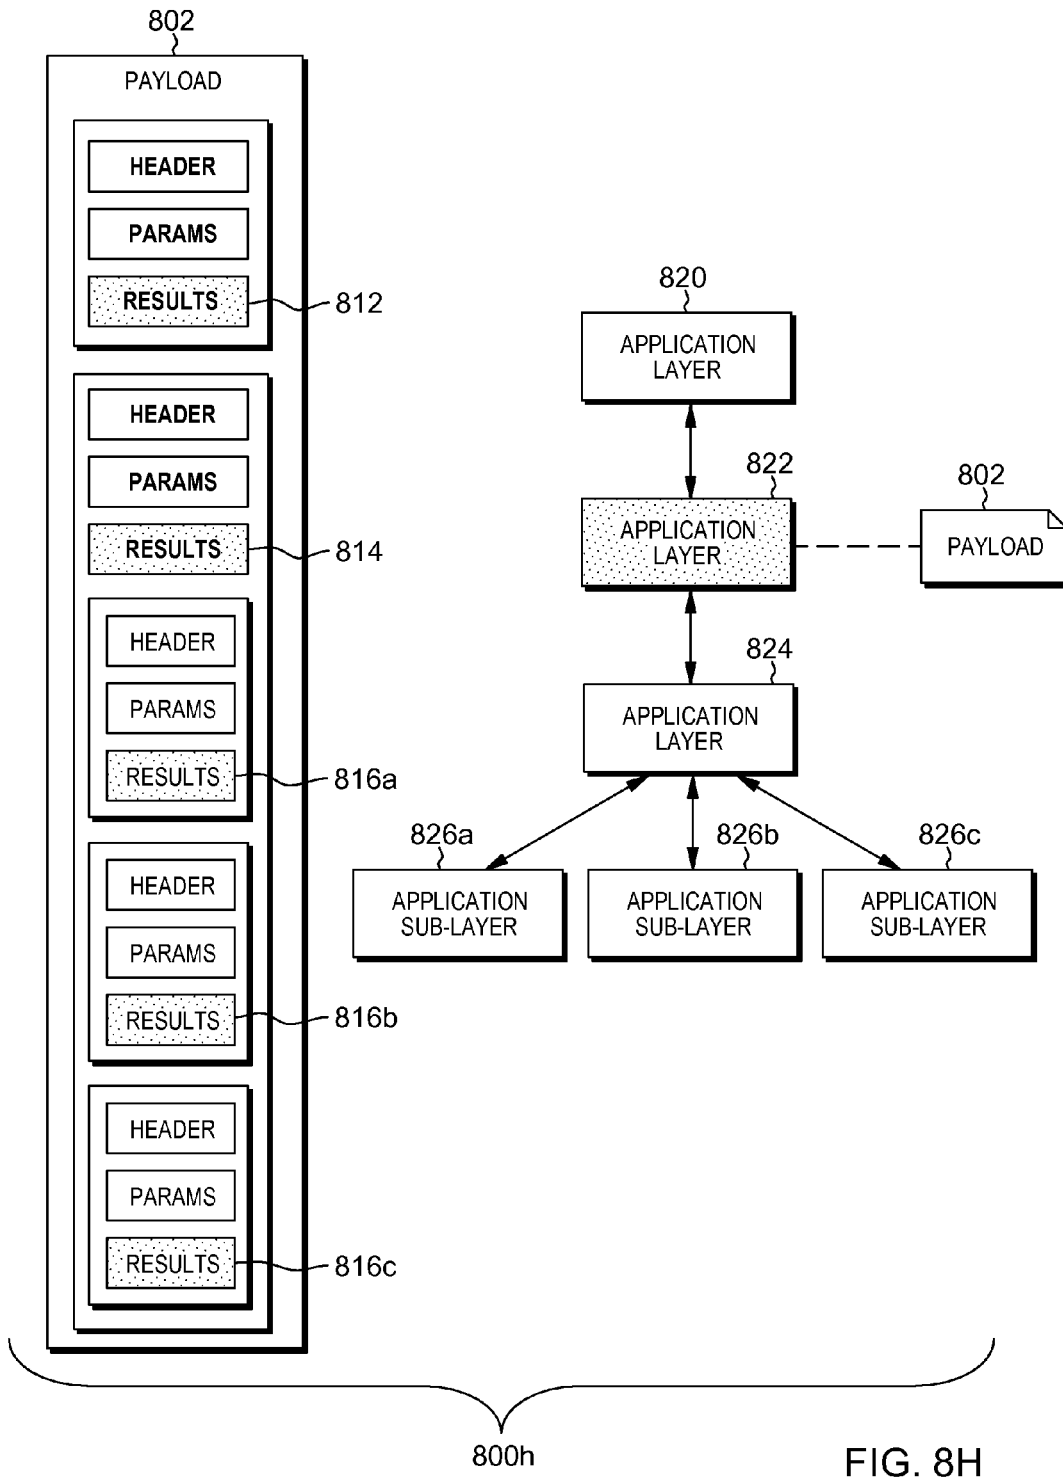 802
PAYLOAD
HEADER
PARAMS
RESULTS
812
HEADER
PARAMS
RESULTS
814
HEADER
PARAMS
RESULTS
816a
HEADER
PARAMS
RESULTS
816b
HEADER
PARAMS
RESULTS
816c
820
APPLICATION
LAYER
822
APPLICATION
LAYER
802
PAYLOAD
824
APPLICATION
LAYER
826a
APPLICATION
SUB-LAYER
826b
APPLICATION
SUB-LAYER
826c
APPLICATION
SUB-LAYER
800h
FIG. 8H